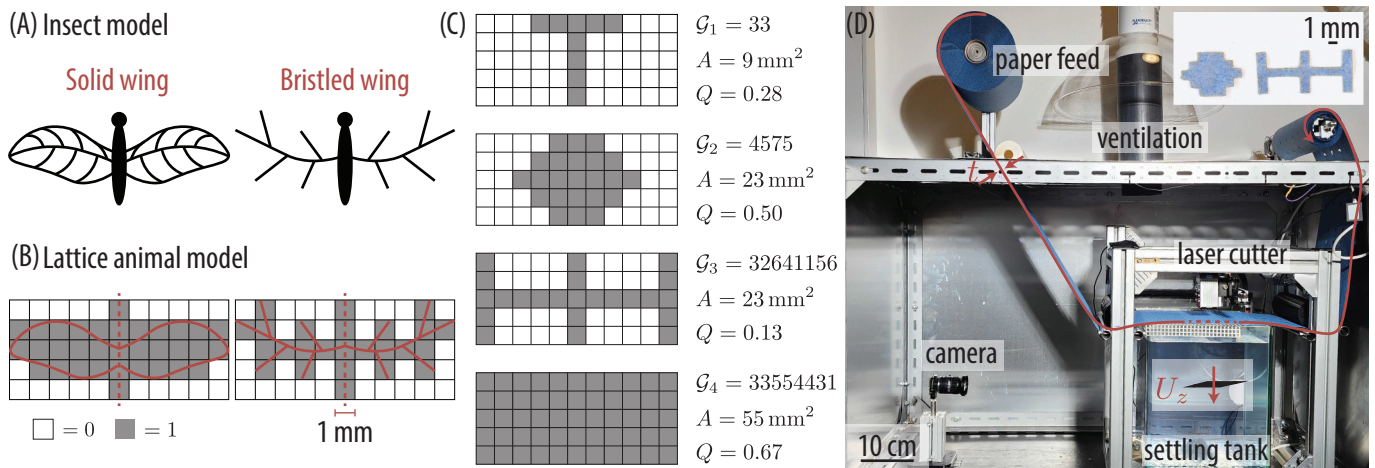 (A) Insect model
Solid wing
Bristled wing
(B) Lattice animal model
= 0
= 1
1 mm
(C)
G₁ = 33
A = 9 mm²
Q = 0.28
G₂ = 4575
A = 23 mm²
Q = 0.50
G₃ = 32641156
A = 23 mm²
Q = 0.13
G₄ = 33554431
A = 55 mm²
Q = 0.67
(D)
paper feed
1 mm
ventilation
t
laser cutter
camera
U_z
10 cm
settling tank